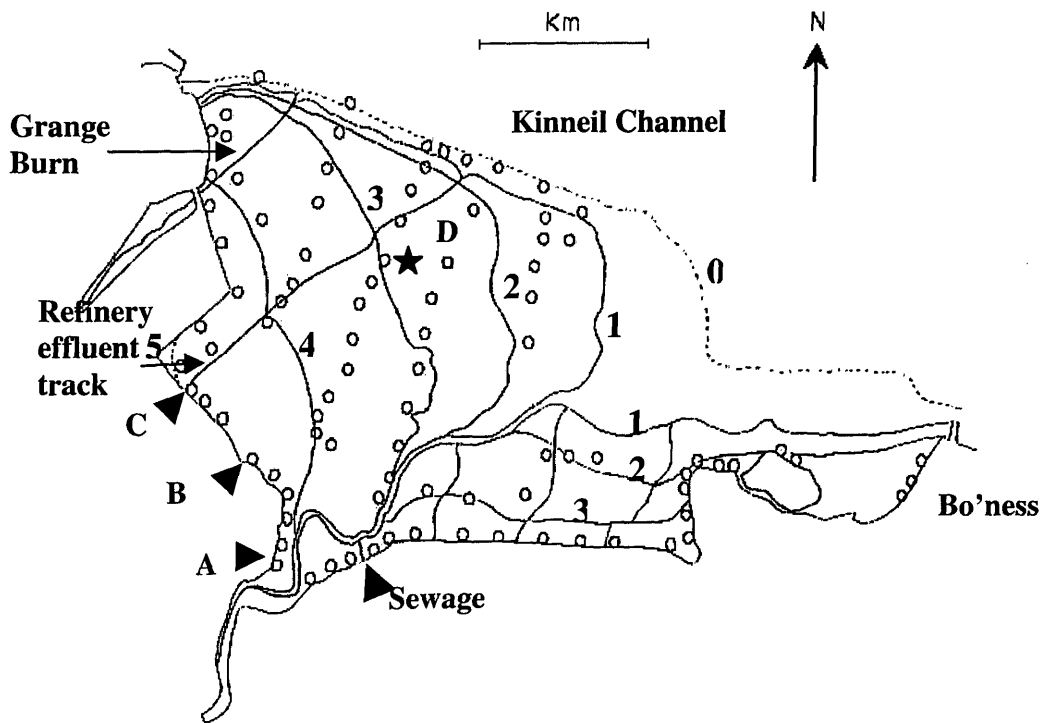 Km
N
Kinneil Channel
Grange
Burn
3
D
0
2
1
Refinery
effluent 5
track
4
C
1
2
B
3
Bo'ness
A
Sewage